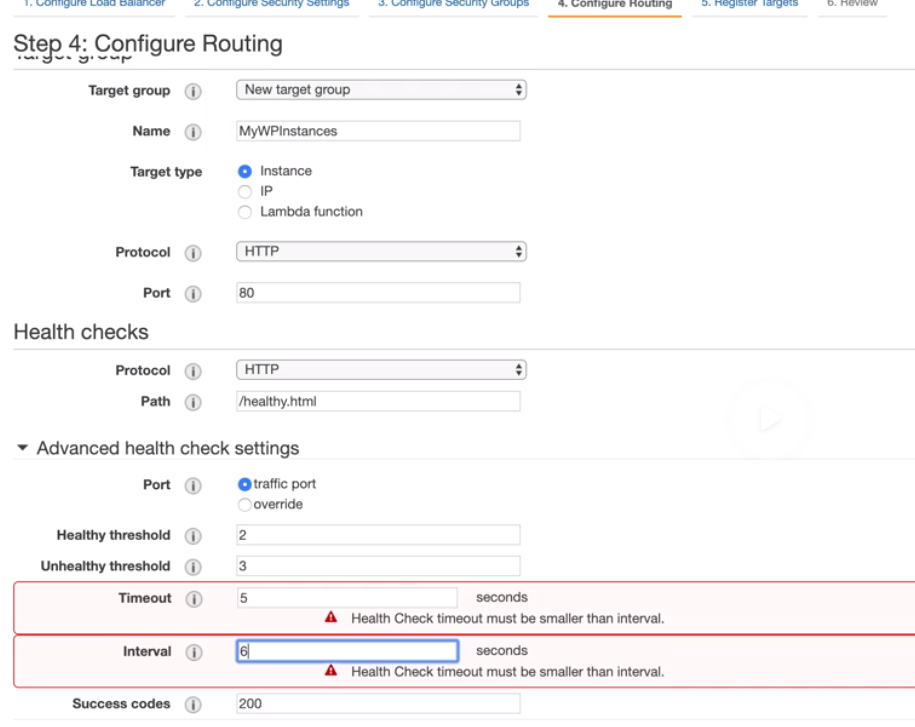 1. Configure Load Balancer 2. Configure Security Settings 3. Configure Security Groups 4. Configure Routing 5. Register Targets 6. Review
Step 4: Configure Routing
Target group
Target group i New target group
Name i MyWPInstances
Target type Instance
IP
Lambda function
Protocol i HTTP
Port i 80
Health checks
Protocol i HTTP
Path i /healthy.html
Advanced health check settings
Port i traffic port
override
Healthy threshold i 2
Unhealthy threshold i 3
Timeout i 5 seconds
Health Check timeout must be smaller than interval.
Interval i 6 seconds
Health Check timeout must be smaller than interval.
Success codes i 200